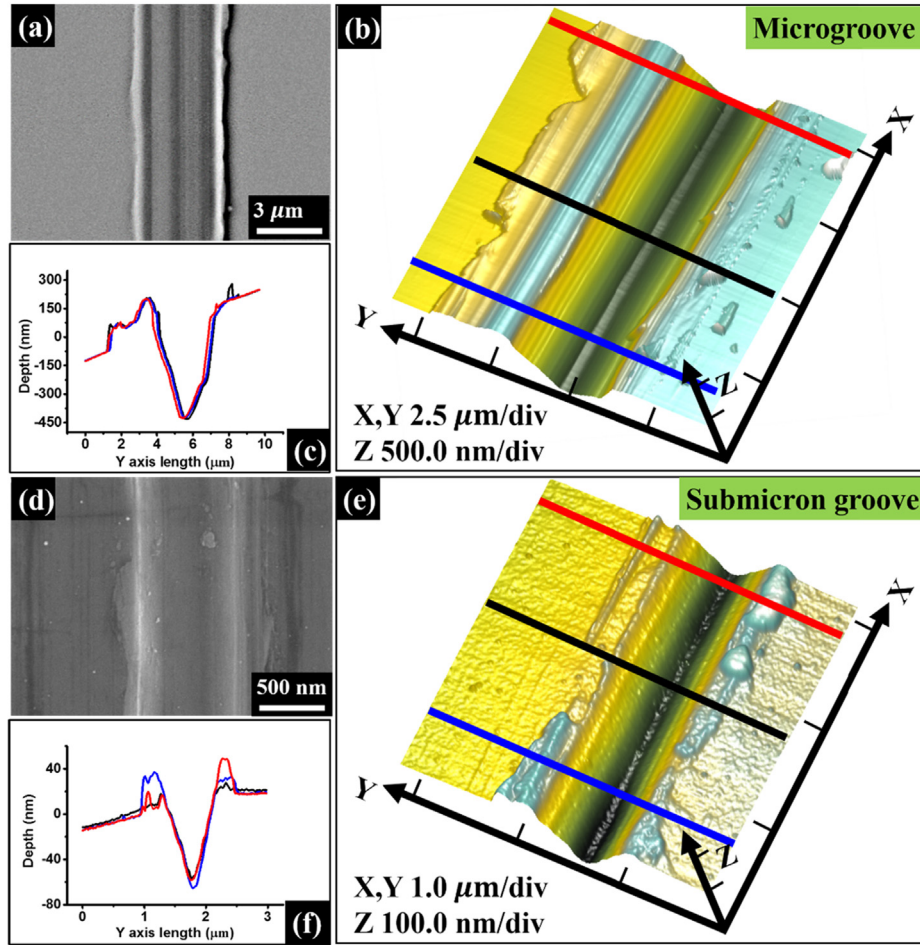 (a)
3 μm
(b)
Microgroove
X
Y
Z
X,Y 2.5 μm/div
Z 500.0 nm/div
300
150
0
-150
-300
-450
Depth (nm)
0 2 4 6 8 10
Y axis length (μm)
(c)
(d)
500 nm
(e)
Submicron groove
X
Y
Z
X,Y 1.0 μm/div
Z 100.0 nm/div
40
0
-40
-80
Depth (nm)
0 1 2 3
Y axis length (μm)
(f)